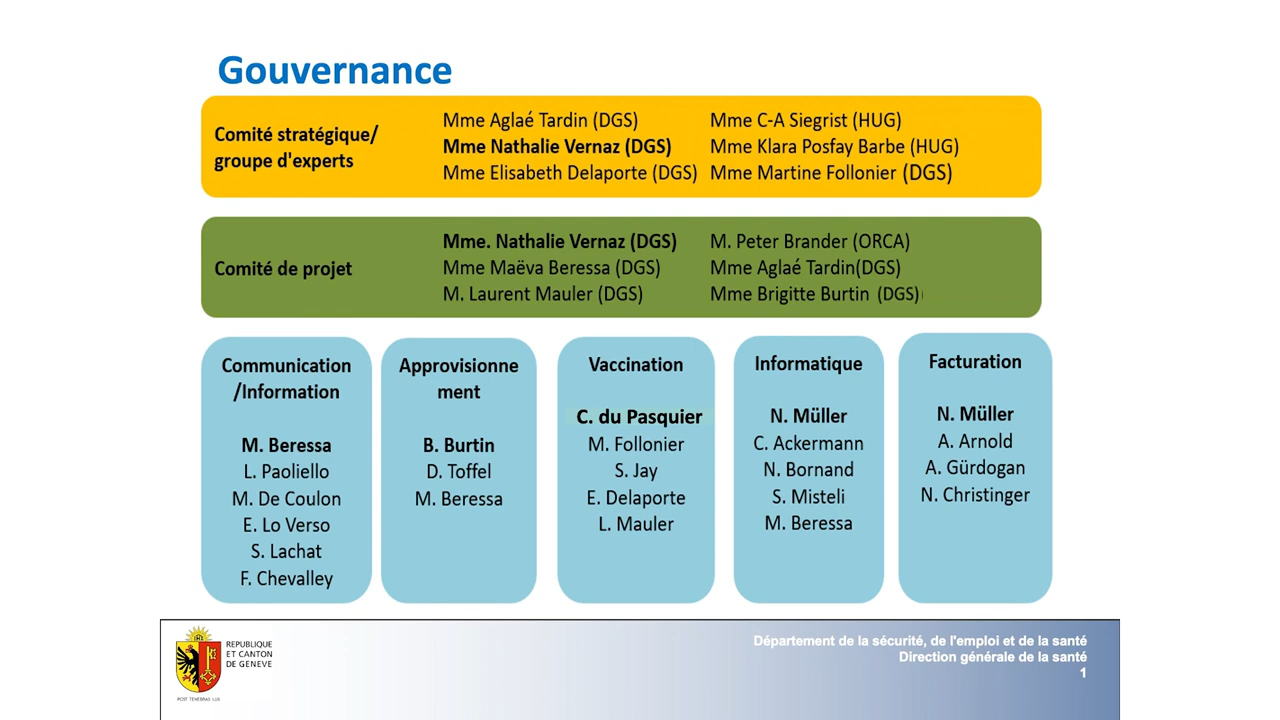 Gouvernance
Comité stratégique/
groupe d'experts
Mme Aglaé Tardin (DGS)
Mme Nathalie Vernaz (DGS)
Mme Elisabeth Delaporte (DGS)
Mme C-A Siegrist (HUG)
Mme Klara Posfay Barbe (HUG)
Mme Martine Follonier (DGS)
Comité de projet
Mme. Nathalie Vernaz (DGS)
Mme Maëva Beressa (DGS)
M. Laurent Mauler (DGS)
M. Peter Brander (ORCA)
Mme Aglaé Tardin(DGS)
Mme Brigitte Burtin (DGS)
Communication
/Information
M. Beressa
L. Paoliello
M. De Coulon
E. Lo Verso
S. Lachat
F. Chevalley
Approvisionne
ment
B. Burtin
D. Toffel
M. Beressa
Vaccination
C. du Pasquier
M. Follonier
S. Jay
E. Delaporte
L. Mauler
Informatique
N. Müller
C. Ackermann
N. Bornand
S. Misteli
M. Beressa
Facturation
N. Müller
A. Arnold
A. Gürdogan
N. Christinger
REPUBLIQUE
ET CANTON
DE GENEVE
POST TENEBRAS LUX
Département de la sécurité, de l'emploi et de la santé
Direction générale de la santé
1